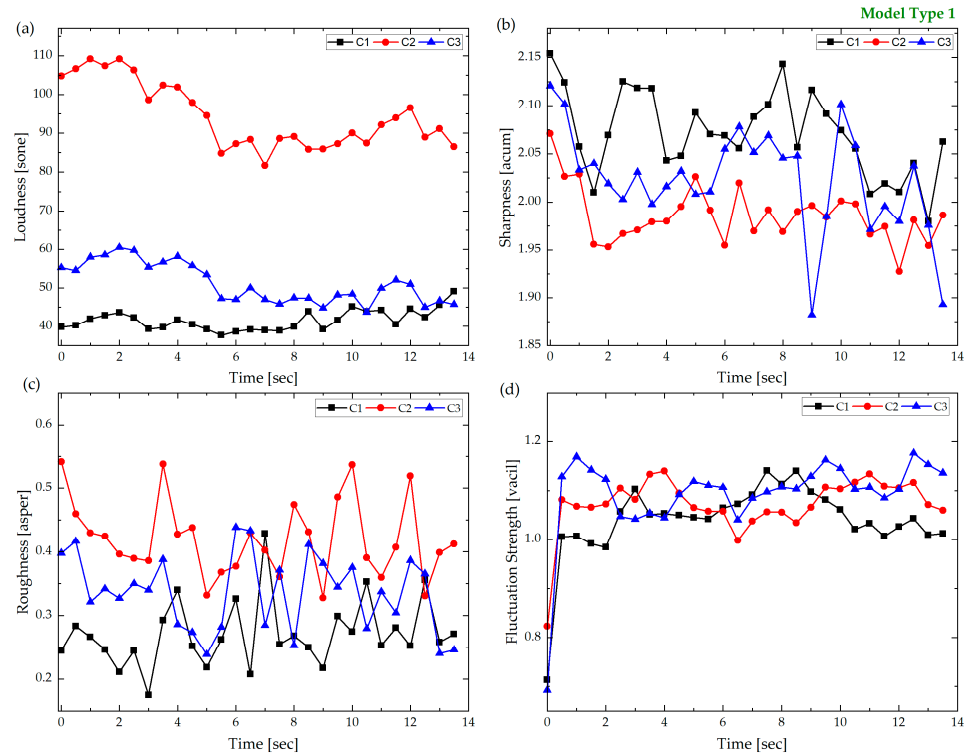 Model Type 1
(a)
C1 C2 C3
110
100
90
80
70
60
50
40
Loudness [sone]
0 2 4 6 8 10 12 14
Time [sec]
(b)
C1 C2 C3
2.15
2.10
2.05
2.00
1.95
1.90
1.85
Sharpness [acum]
0 2 4 6 8 10 12 14
Time [sec]
(c)
C1 C2 C3
0.6
0.5
0.4
0.3
0.2
Roughness [asper]
0 2 4 6 8 10 12 14
Time [sec]
(d)
C1 C2 C3
1.2
1.0
0.8
Fluctuation Strength [vacil]
0 2 4 6 8 10 12 14
Time [sec]